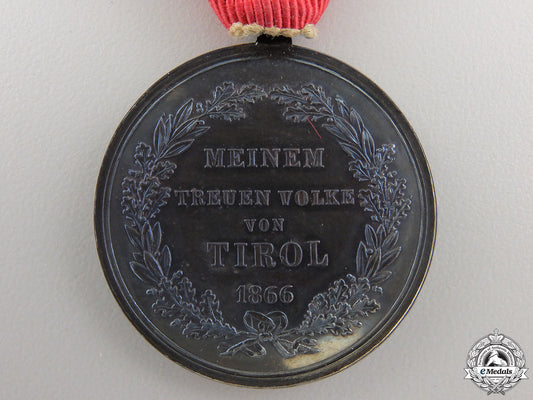 MEINEM
TREUEN VOLKE
VON
TIROL
1866
eMedals